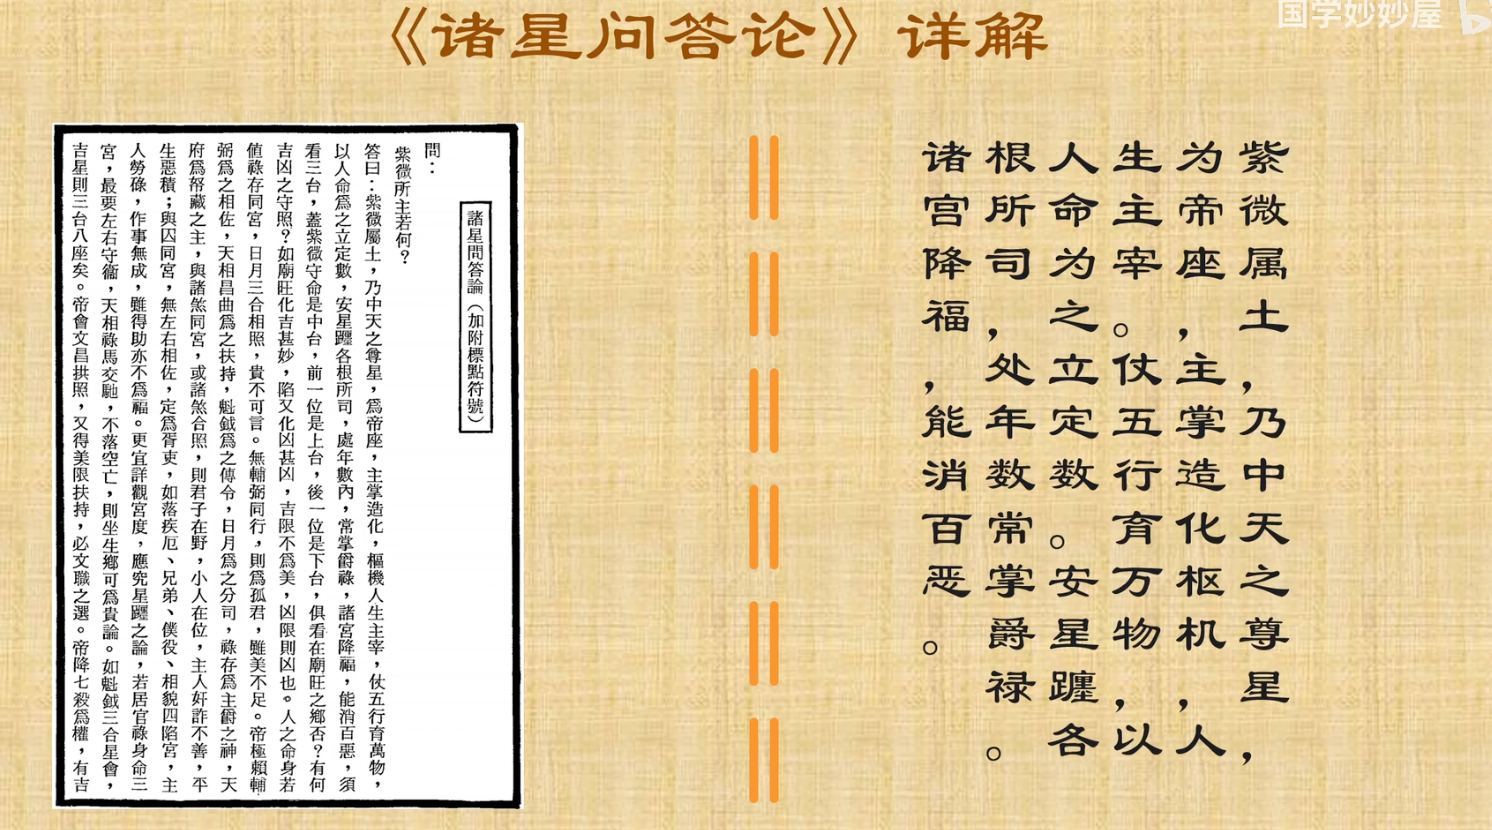 《诸星问答论》详解
国学妙妙屋
諸星問答論（加附標點符號）
問：
紫微所主若何？
答曰：紫微屬土，乃中天之尊星，爲帝座，主掌造化，樞機人生主宰，仗五行育萬物，
以人命爲之立定數，安星躔各根所司，處年數內，常掌爵祿，諸宮降福，能消百惡，須
看三台，蓋紫微守命是中台，前一位是上台，後一位是下台，俱看在廟旺之鄉否？有何
吉凶之守照？如廟旺化吉甚妙，陷又化凶甚凶，吉限不爲美，凶限則凶也。人之命身若
值祿存同宮，日月三合相照，貴不可言。無輔弼同行，則爲孤君，雖美不足。帝極賴輔
弼爲之相佐，天相昌曲爲之扶持，魁鉞爲之傳令，日月爲之分司，祿存爲主爵之神，天
府爲帑藏之主，與諸煞同宮，或諸煞合照，則君子在野，小人在位，主人奸詐不善，平
生惡積；與囚同宮，無左右相佐，定爲胥吏，如落疾厄、兄弟、僕役、相貌四陷宮，主
人勞碌，作事無成，雖得助亦不爲福。更宜詳觀宮度，應究星躔之論，若居官祿身命三
宮，最要左右守衞，天相祿馬交馳，不落空亡，則坐生鄉可爲貴論。如魁鉞三合星會，
吉星則三台八座矣。帝會文昌拱照，又得美限扶持，必文職之選。帝降七殺爲權，有吉
紫微属土，乃中天之尊星，
为帝座，主掌造化枢机，人
生主宰。仗五行育万物，以
人命为之立定数。安星躔各
根所司，处年数常掌爵禄。
诸宫降福，能消百恶。